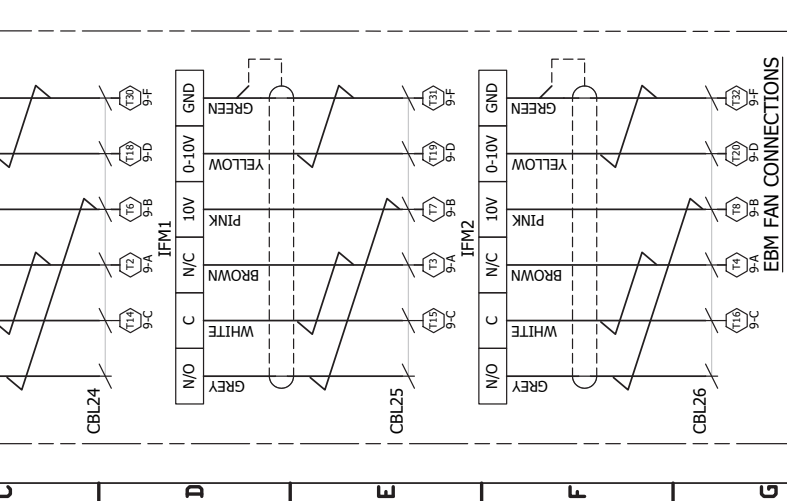 T30
9-F
T18
9-D
T6
9-B
T2
9-A
T14
9-C
CBL24
IFM1
GND
GREEN
0-10V
YELLOW
10V
PINK
N/C
BROWN
C
WHITE
N/O
GREY
T31
9-F
T19
9-D
T7
9-B
T3
9-A
T15
9-C
CBL25
IFM2
GND
GREEN
0-10V
YELLOW
10V
PINK
N/C
BROWN
C
WHITE
N/O
GREY
T32
9-F
T20
9-D
T8
9-B
T4
9-A
T16
9-C
CBL26
EBM FAN CONNECTIONS
C
D
E
F
G